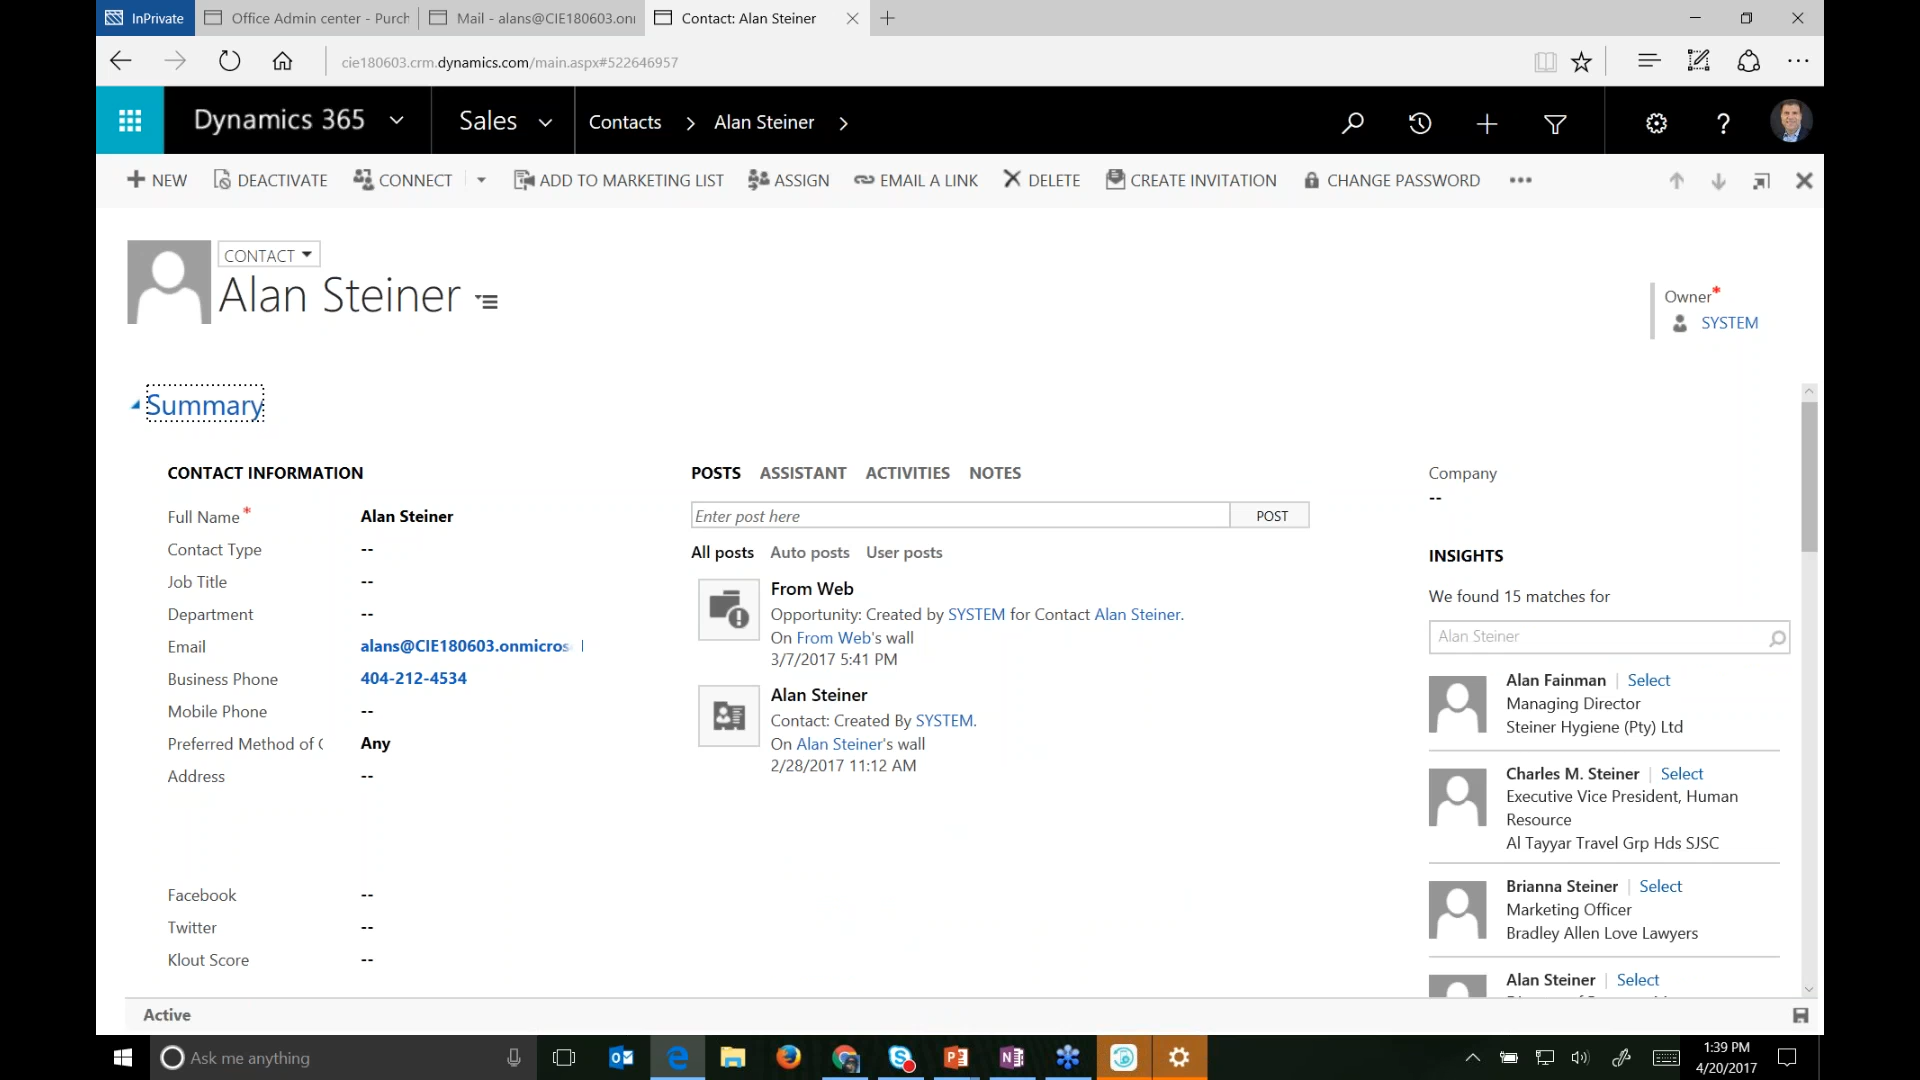 InPrivate
Office Admin center - Purch
Mail - alans@CIE180603.oni
Contact: Alan Steiner
cie180603.crm.dynamics.com/main.aspx#522646957
Dynamics 365
Sales
Contacts
Alan Steiner
NEW
DEACTIVATE
CONNECT
ADD TO MARKETING LIST
ASSIGN
EMAIL A LINK
DELETE
CREATE INVITATION
CHANGE PASSWORD
CONTACT
Alan Steiner
Owner*
SYSTEM
Summary
CONTACT INFORMATION
Full Name* Alan Steiner
Contact Type --
Job Title --
Department --
Email alans@CIE180603.onmicros
Business Phone 404-212-4534
Mobile Phone --
Preferred Method of C Any
Address --
Facebook --
Twitter --
Klout Score --
POSTS ASSISTANT ACTIVITIES NOTES
Enter post here POST
All posts Auto posts User posts
From Web
Opportunity: Created by SYSTEM for Contact Alan Steiner.
On From Web's wall
3/7/2017 5:41 PM
Alan Steiner
Contact: Created By SYSTEM.
On Alan Steiner's wall
2/28/2017 11:12 AM
Company
--
INSIGHTS
We found 15 matches for
Alan Steiner
Alan Fainman | Select
Managing Director
Steiner Hygiene (Pty) Ltd
Charles M. Steiner | Select
Executive Vice President, Human
Resource
Al Tayyar Travel Grp Hds SJSC
Brianna Steiner | Select
Marketing Officer
Bradley Allen Love Lawyers
Alan Steiner | Select
Active
Ask me anything
1:39 PM
4/20/2017